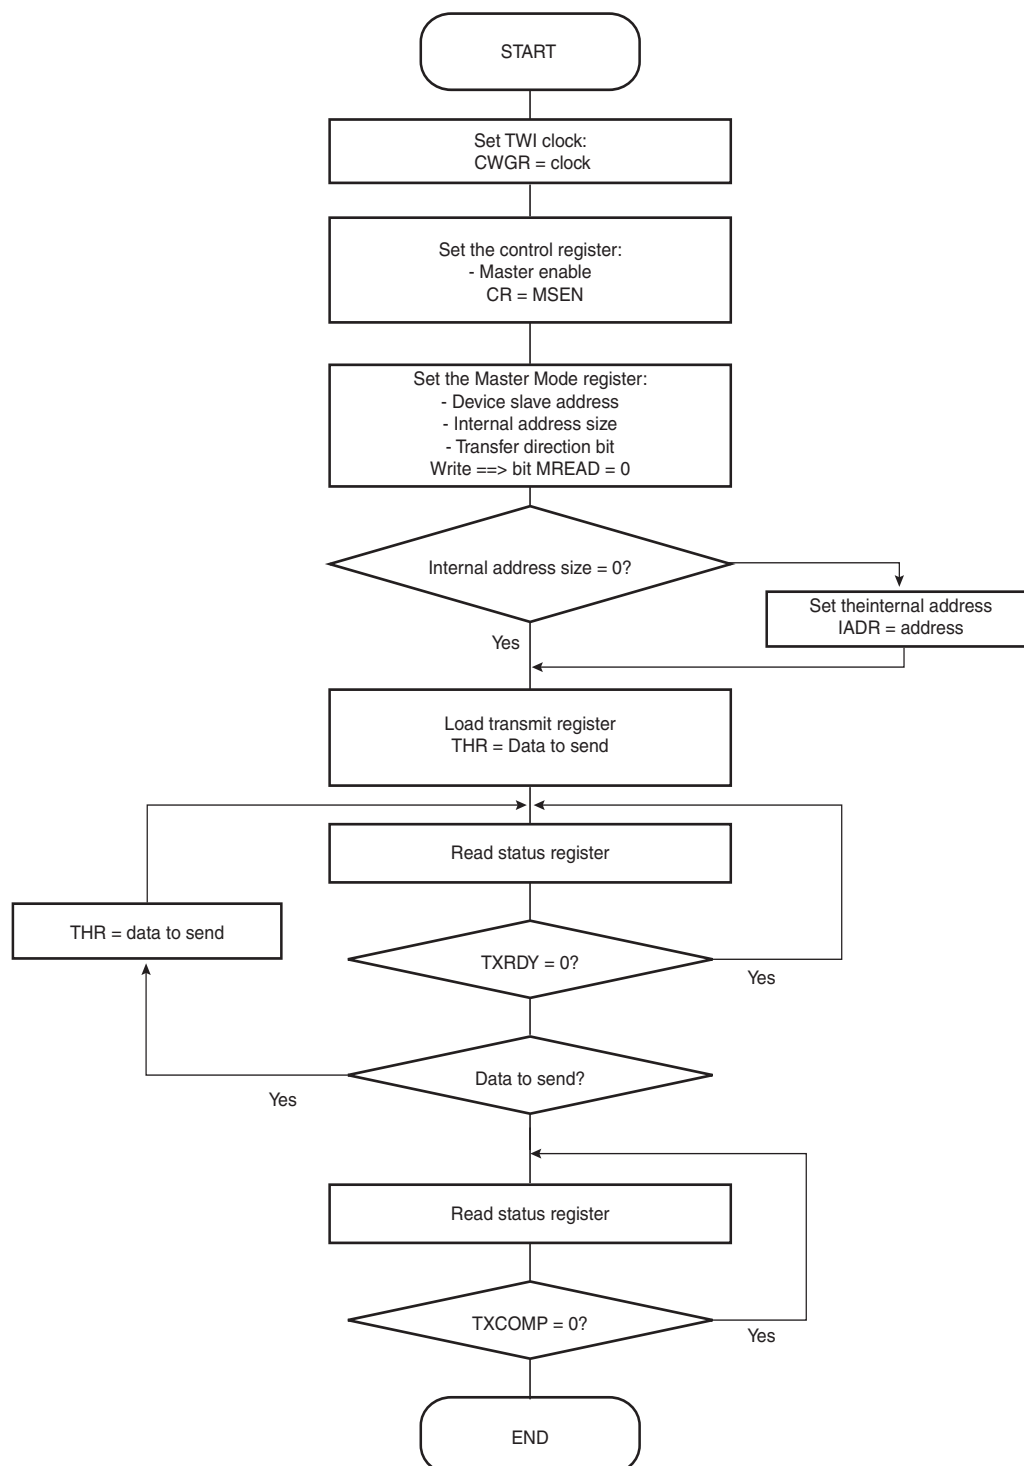 START
Set TWI clock:
CWGR = clock
Set the control register:
- Master enable
CR = MSEN
Set the Master Mode register:
- Device slave address
- Internal address size
- Transfer direction bit
Write ==> bit MREAD = 0
Internal address size = 0?
Set theinternal address
IADR = address
Yes
Load transmit register
THR = Data to send
Read status register
THR = data to send
TXRDY = 0?
Yes
Data to send?
Yes
Read status register
TXCOMP = 0?
Yes
END